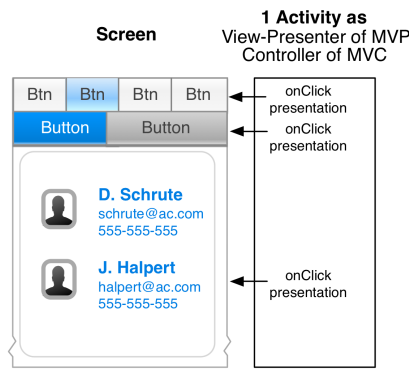 Screen
1 Activity as
View-Presenter of MVP
Controller of MVC
Btn Btn Btn Btn
onClick
presentation
Button Button
onClick
presentation
D. Schrute
schrute@ac.com
555-555-555
J. Halpert
halpert@ac.com
555-555-555
onClick
presentation